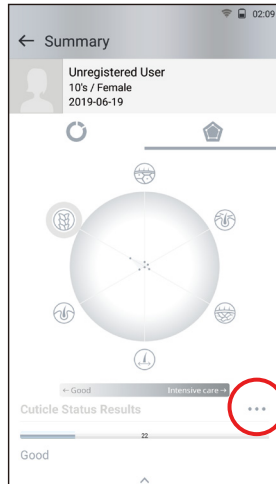 02:09
← Summary
Unregistered User
10's / Female
2019-06-19
← Good Intensive care →
Cuticle Status Results
22
Good